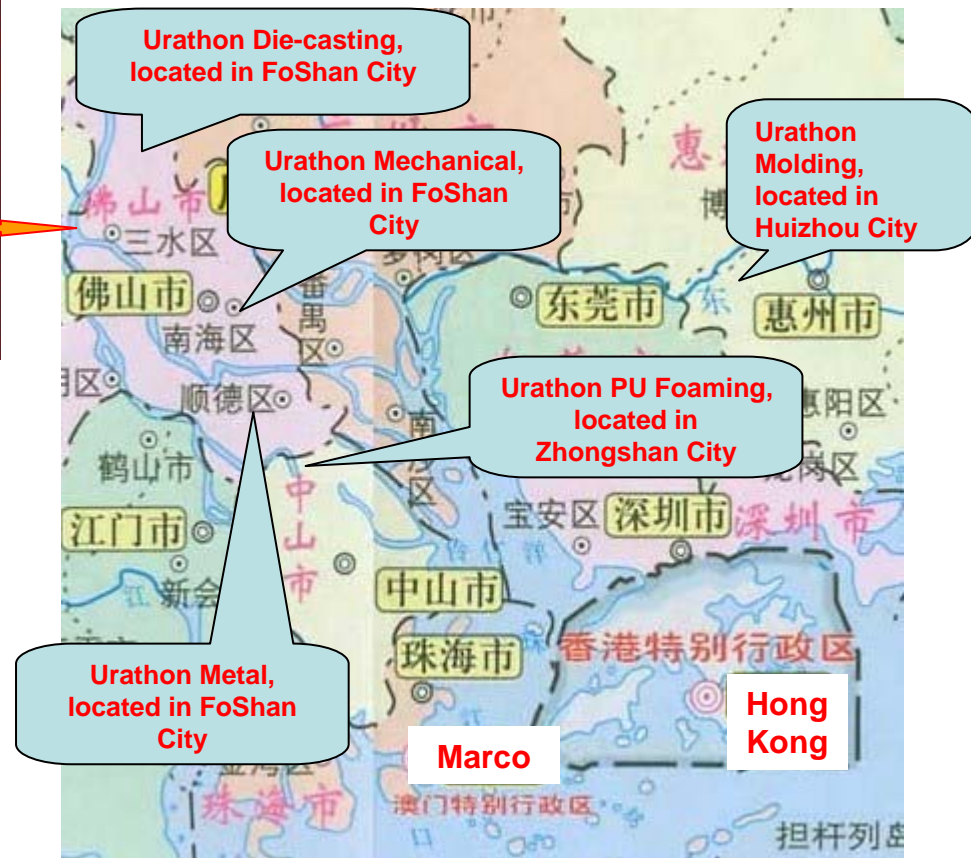 Urathon Die-casting,
located in FoShan City
Urathon Mechanical,
located in FoShan
City
Urathon
Molding,
located in
Huizhou City
惠
博
佛山市
三水区
番禺区
佛山市
东莞市
东
惠州市
南海区
顺德区
Urathon PU Foaming,
located in
Zhongshan City
惠阳区
鹤山市
中山市
宝安区
深圳市
深圳市
江门市
新会
中山市
珠海市
香港特别行政区
Urathon Metal,
located in FoShan
City
Marco
Hong
Kong
珠海市
澳门特别行政区
口
担杆列岛